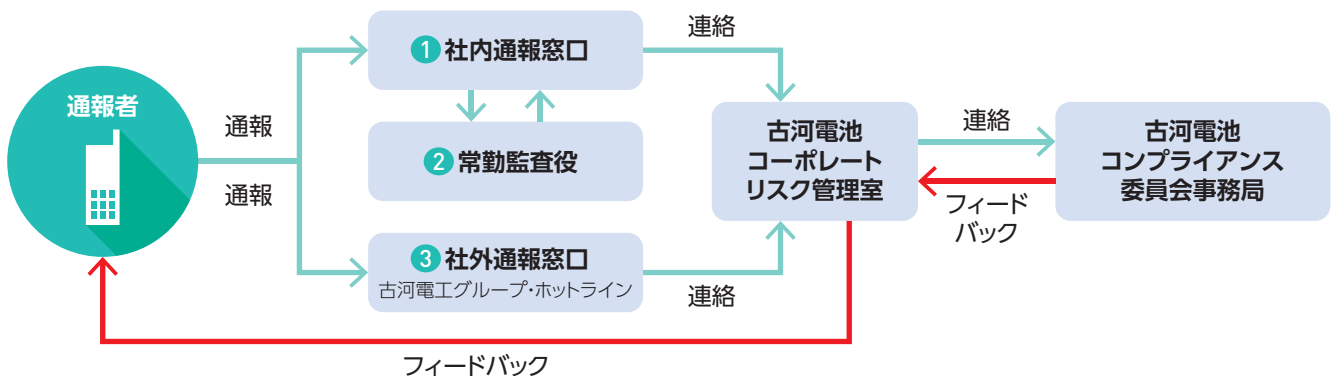 通報者
通報
通報
1 社内通報窓口
2 常勤監査役
3 社外通報窓口
古河電工グループ・ホットライン
連絡
連絡
古河電池
コーポレート
リスク管理室
連絡
フィード
バック
古河電池
コンプライアンス
委員会事務局
フィードバック